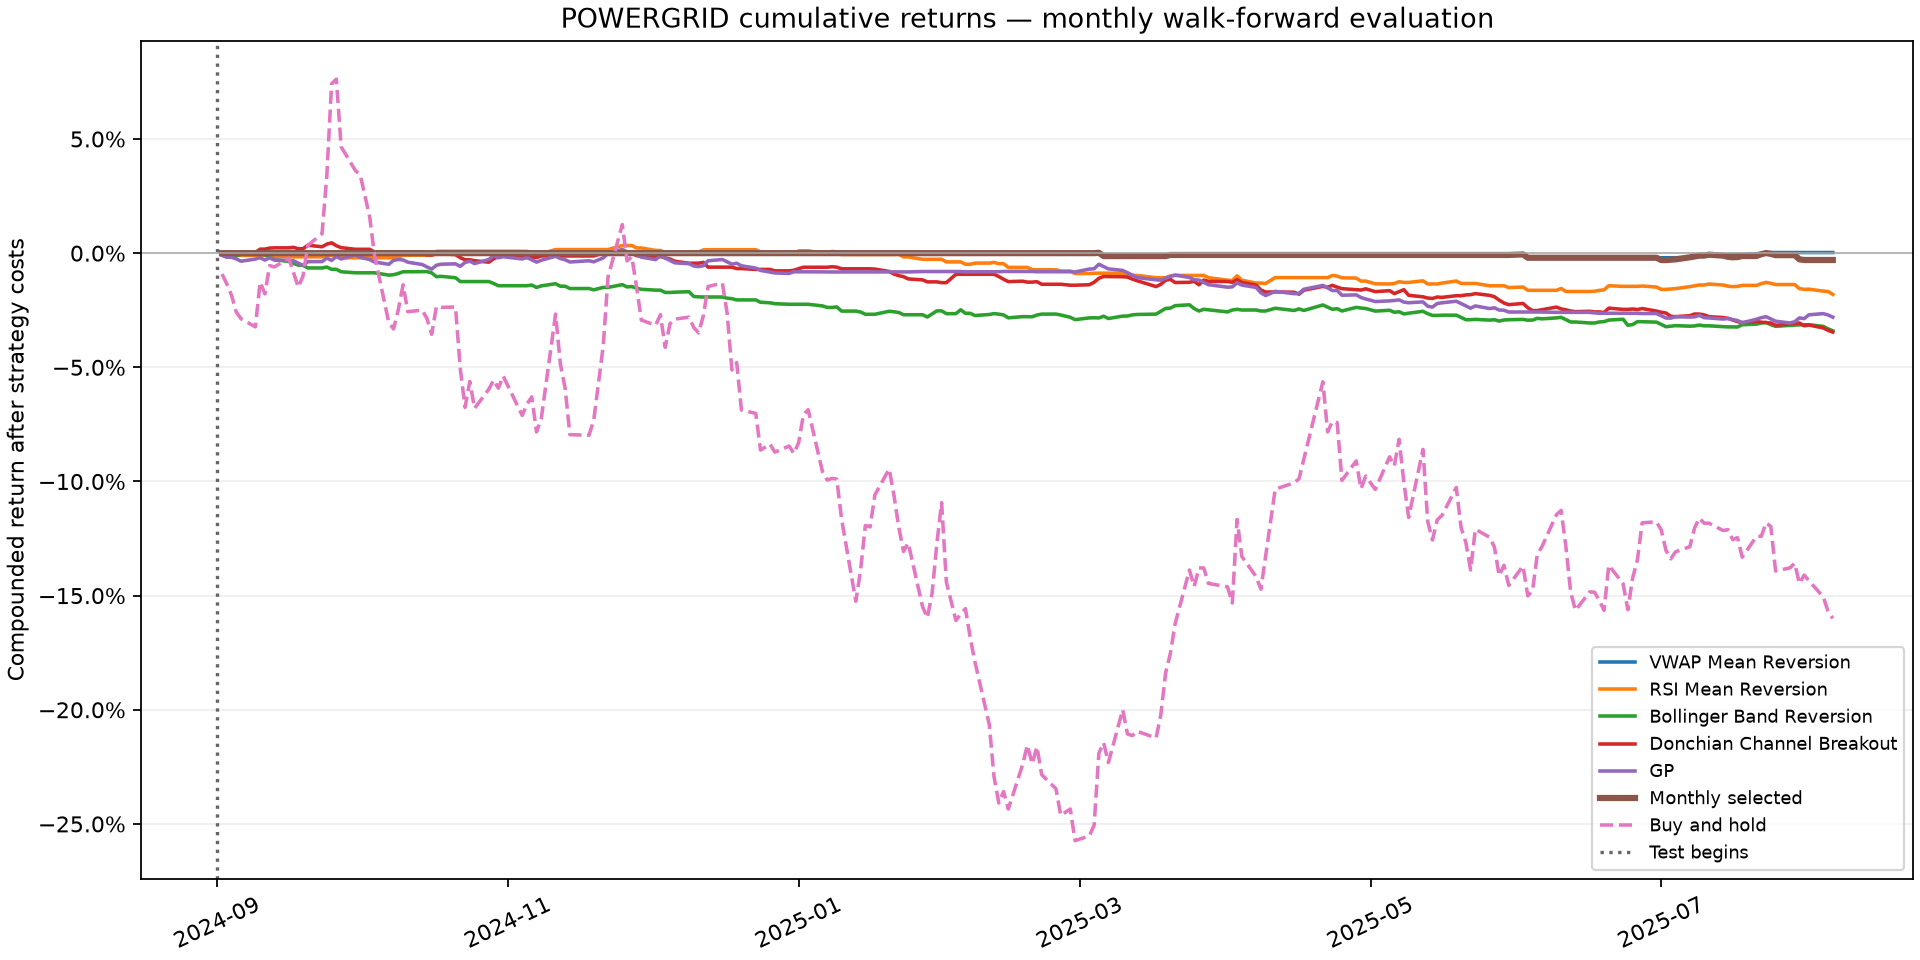 POWERGRID cumulative returns — monthly walk-forward evaluation
Compounded return after strategy costs
5.0%
0.0%
−5.0%
−10.0%
−15.0%
−20.0%
−25.0%
2024-09
2024-11
2025-01
2025-03
2025-05
2025-07
VWAP Mean Reversion
RSI Mean Reversion
Bollinger Band Reversion
Donchian Channel Breakout
GP
Monthly selected
Buy and hold
Test begins